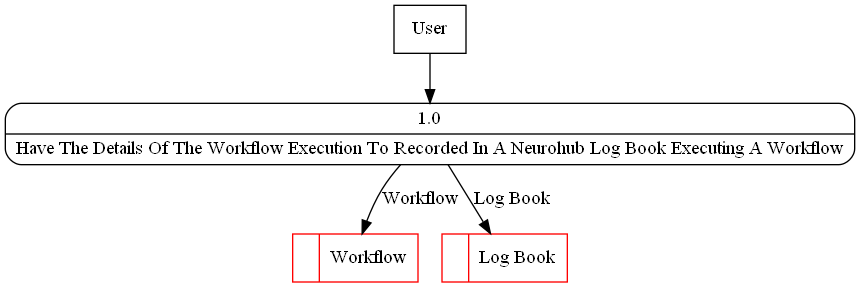 User
1.0
Have The Details Of The Workflow Execution To Recorded In A Neurohub Log Book Executing A Workflow
Workflow
Log Book
Workflow
Log Book